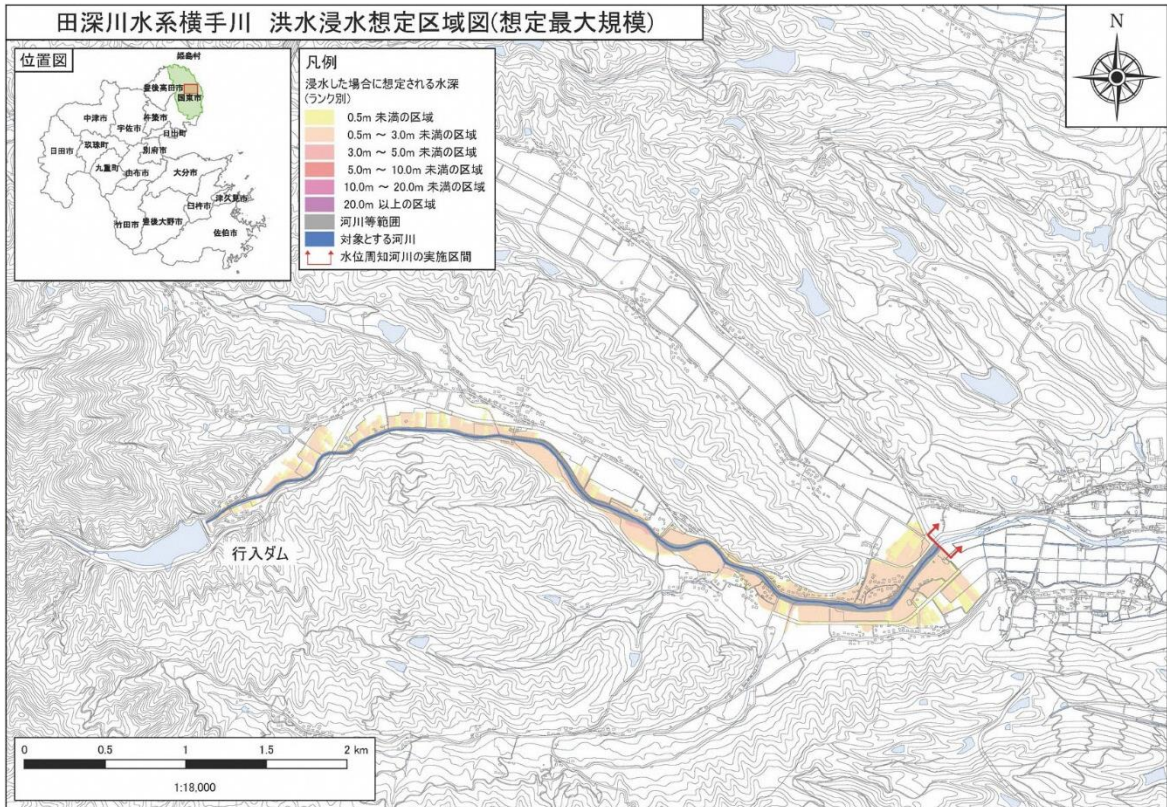 田深川水系横手川 洪水浸水想定区域図(想定最大規模)
位置図
姫島村
豊後高田市
国東市
中津市
杵築市
宇佐市
日出町
日田市
玖珠町
別府市
九重町
由布市
大分市
臼杵市
津久見市
竹田市
豊後大野市
佐伯市
凡例
浸水した場合に想定される水深
(ランク別)
0.5m 未満の区域
0.5m ～ 3.0m 未満の区域
3.0m ～ 5.0m 未満の区域
5.0m ～ 10.0m 未満の区域
10.0m ～ 20.0m 未満の区域
20.0m 以上の区域
河川等範囲
対象とする河川
水位周知河川の実施区間
N
行入ダム
0 0.5 1 1.5 2 km
1:18,000